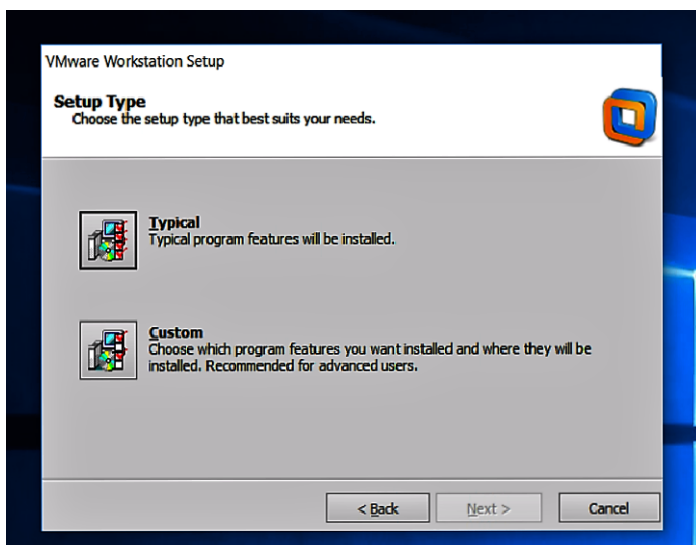 VMware Workstation Setup
Setup Type
Choose the setup type that best suits your needs.
Typical
Typical program features will be installed.
Custom
Choose which program features you want installed and where they will be
installed. Recommended for advanced users.
< Back
Next >
Cancel